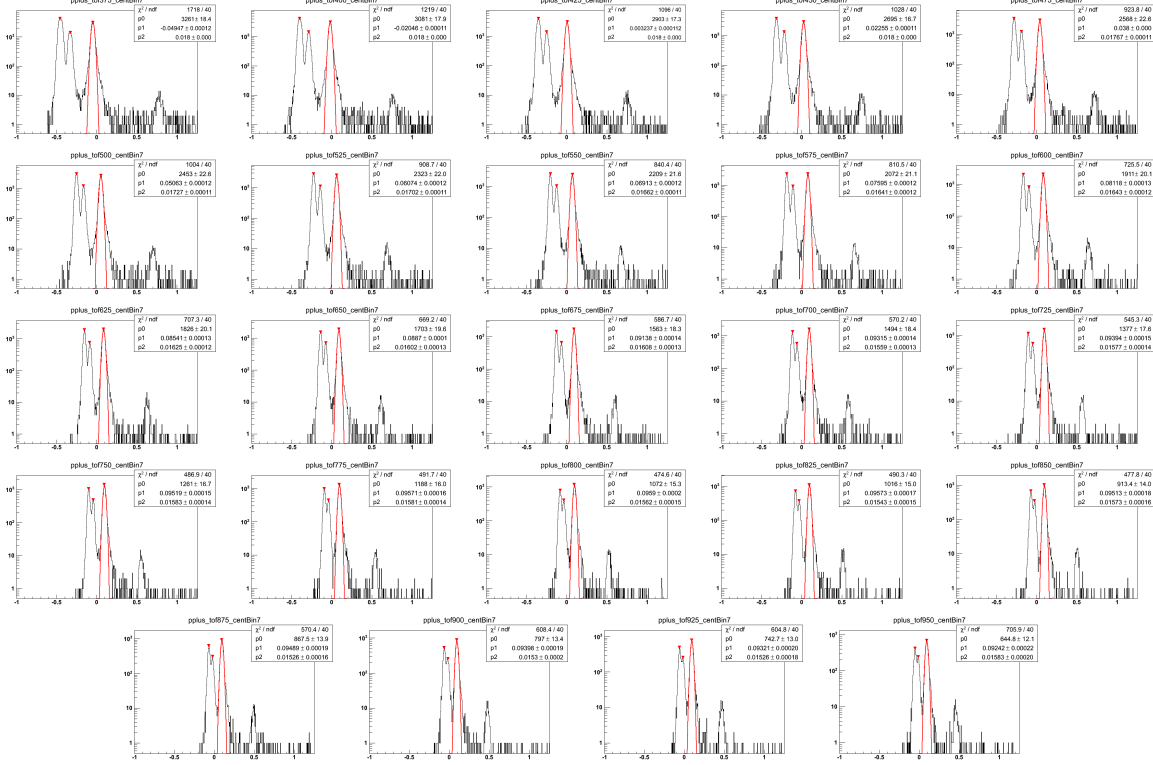 pplus_tof375_centBin7
χ² / ndf 1718 / 40
p0 3261 ± 18.4
p1 -0.04947 ± 0.00012
p2 0.018 ± 0.000
pplus_tof400_centBin7
χ² / ndf 1219 / 40
p0 3081 ± 17.9
p1 -0.02046 ± 0.00011
p2 0.018 ± 0.000
pplus_tof425_centBin7
χ² / ndf 1096 / 40
p0 2903 ± 17.3
p1 0.003237 ± 0.000112
p2 0.018 ± 0.000
pplus_tof450_centBin7
χ² / ndf 1028 / 40
p0 2695 ± 16.7
p1 0.02255 ± 0.00011
p2 0.018 ± 0.000
pplus_tof475_centBin7
χ² / ndf 923.8 / 40
p0 2568 ± 22.6
p1 0.038 ± 0.000
p2 0.01767 ± 0.00011
pplus_tof500_centBin7
χ² / ndf 1004 / 40
p0 2453 ± 22.6
p1 0.05063 ± 0.00012
p2 0.01727 ± 0.00011
pplus_tof525_centBin7
χ² / ndf 908.7 / 40
p0 2323 ± 22.0
p1 0.06074 ± 0.00012
p2 0.01702 ± 0.00011
pplus_tof550_centBin7
χ² / ndf 840.4 / 40
p0 2209 ± 21.6
p1 0.06913 ± 0.00012
p2 0.01662 ± 0.00011
pplus_tof575_centBin7
χ² / ndf 810.5 / 40
p0 2072 ± 21.1
p1 0.07595 ± 0.00012
p2 0.01641 ± 0.00012
pplus_tof600_centBin7
χ² / ndf 725.5 / 40
p0 1911 ± 20.1
p1 0.08118 ± 0.00013
p2 0.01643 ± 0.00012
pplus_tof625_centBin7
χ² / ndf 707.3 / 40
p0 1826 ± 20.1
p1 0.08541 ± 0.00013
p2 0.01625 ± 0.00012
pplus_tof650_centBin7
χ² / ndf 669.2 / 40
p0 1703 ± 19.6
p1 0.0887 ± 0.0001
p2 0.01602 ± 0.00013
pplus_tof675_centBin7
χ² / ndf 586.7 / 40
p0 1563 ± 18.3
p1 0.09138 ± 0.00014
p2 0.01608 ± 0.00013
pplus_tof700_centBin7
χ² / ndf 570.2 / 40
p0 1494 ± 18.4
p1 0.09315 ± 0.00014
p2 0.01559 ± 0.00013
pplus_tof725_centBin7
χ² / ndf 545.3 / 40
p0 1377 ± 17.6
p1 0.09394 ± 0.00015
p2 0.01577 ± 0.00014
pplus_tof750_centBin7
χ² / ndf 486.9 / 40
p0 1261 ± 16.7
p1 0.09519 ± 0.00015
p2 0.01583 ± 0.00014
pplus_tof775_centBin7
χ² / ndf 491.7 / 40
p0 1188 ± 16.0
p1 0.09571 ± 0.00016
p2 0.01581 ± 0.00014
pplus_tof800_centBin7
χ² / ndf 474.6 / 40
p0 1072 ± 15.3
p1 0.0959 ± 0.0002
p2 0.01562 ± 0.00015
pplus_tof825_centBin7
χ² / ndf 490.3 / 40
p0 1016 ± 15.0
p1 0.09573 ± 0.00017
p2 0.01543 ± 0.00015
pplus_tof850_centBin7
χ² / ndf 477.8 / 40
p0 913.4 ± 14.0
p1 0.09513 ± 0.00018
p2 0.01573 ± 0.00016
pplus_tof875_centBin7
χ² / ndf 570.4 / 40
p0 867.5 ± 13.9
p1 0.09489 ± 0.00019
p2 0.01526 ± 0.00016
pplus_tof900_centBin7
χ² / ndf 608.4 / 40
p0 797 ± 13.4
p1 0.09398 ± 0.00019
p2 0.0153 ± 0.0002
pplus_tof925_centBin7
χ² / ndf 604.8 / 40
p0 742.7 ± 13.0
p1 0.09321 ± 0.00020
p2 0.01526 ± 0.00018
pplus_tof950_centBin7
χ² / ndf 705.9 / 40
p0 644.8 ± 12.1
p1 0.09242 ± 0.00022
p2 0.01583 ± 0.00020